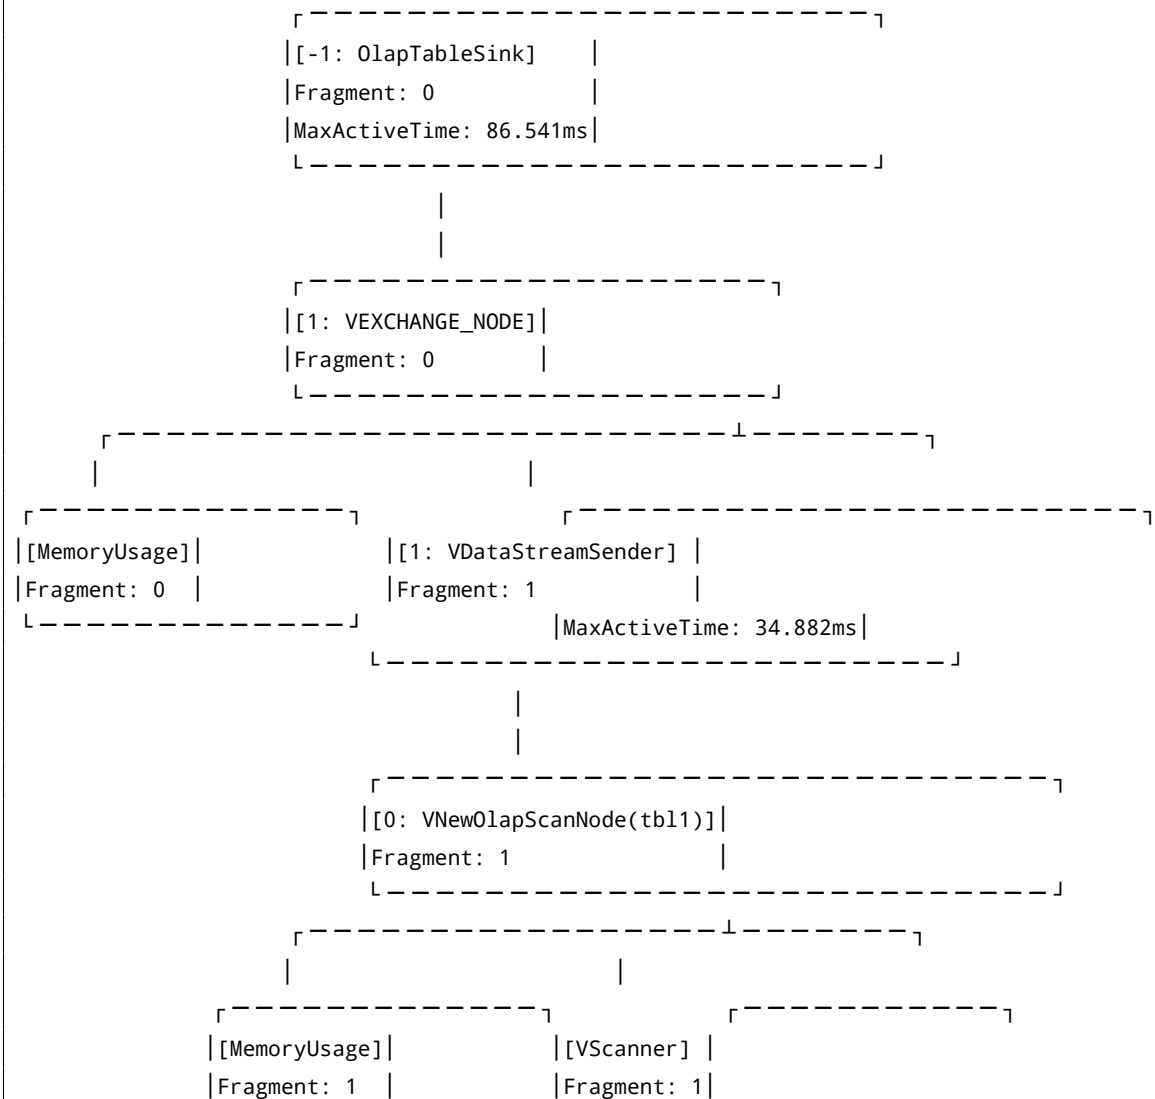 [-1: OlapTableSink]
Fragment: 0
MaxActiveTime: 86.541ms
[1: VEXCHANGE_NODE]
Fragment: 0
[MemoryUsage] [1: VDataStreamSender]
Fragment: 0 Fragment: 1
MaxActiveTime: 34.882ms
[0: VNewOlapScanNode(tbl1)]
Fragment: 1
[MemoryUsage] [VScanner]
Fragment: 1 Fragment: 1